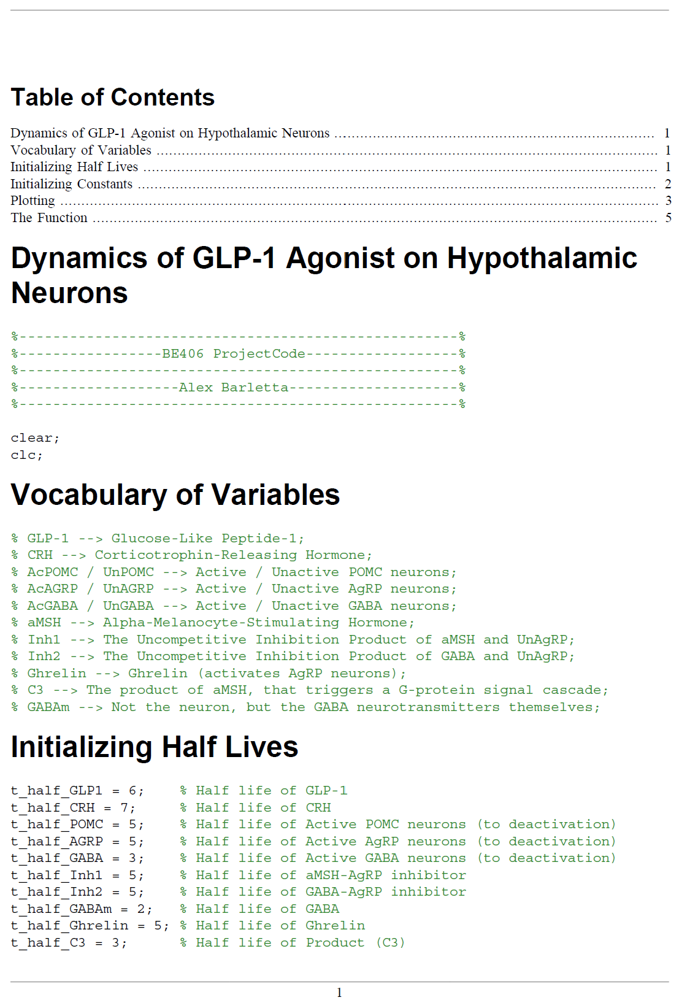 Table of Contents
Dynamics of GLP-1 Agonist on Hypothalamic Neurons ........................................................................... 1
Vocabulary of Variables ...................................................................................................................... 1
Initializing Half Lives ......................................................................................................................... 1
Initializing Constants .......................................................................................................................... 2
Plotting ............................................................................................................................................. 3
The Function ..................................................................................................................................... 5
Dynamics of GLP-1 Agonist on Hypothalamic
Neurons
%----------------------------------------------------%
%-----------------BE406 ProjectCode------------------%
%----------------------------------------------------%
%-------------------Alex Barletta--------------------%
%----------------------------------------------------%
clear;
clc;
Vocabulary of Variables
% GLP-1 --> Glucose-Like Peptide-1;
% CRH --> Corticotrophin-Releasing Hormone;
% AcPOMC / UnPOMC --> Active / Unactive POMC neurons;
% AcAGRP / UnAGRP --> Active / Unactive AgRP neurons;
% AcGABA / UnGABA --> Active / Unactive GABA neurons;
% aMSH --> Alpha-Melanocyte-Stimulating Hormone;
% Inh1 --> The Uncompetitive Inhibition Product of aMSH and UnAgRP;
% Inh2 --> The Uncompetitive Inhibition Product of GABA and UnAgRP;
% Ghrelin --> Ghrelin (activates AgRP neurons);
% C3 --> The product of aMSH, that triggers a G-protein signal cascade;
% GABAm --> Not the neuron, but the GABA neurotransmitters themselves;
Initializing Half Lives
t_half_GLP1 = 6;    % Half life of GLP-1
t_half_CRH = 7;     % Half life of CRH
t_half_POMC = 5;    % Half life of Active POMC neurons (to deactivation)
t_half_AGRP = 5;    % Half life of Active AgRP neurons (to deactivation)
t_half_GABA = 3;    % Half life of Active GABA neurons (to deactivation)
t_half_Inh1 = 5;    % Half life of aMSH-AgRP inhibitor
t_half_Inh2 = 5;    % Half life of GABA-AgRP inhibitor
t_half_GABAm = 2;   % Half life of GABA
t_half_Ghrelin = 5; % Half life of Ghrelin
t_half_C3 = 3;      % Half life of Product (C3)
1